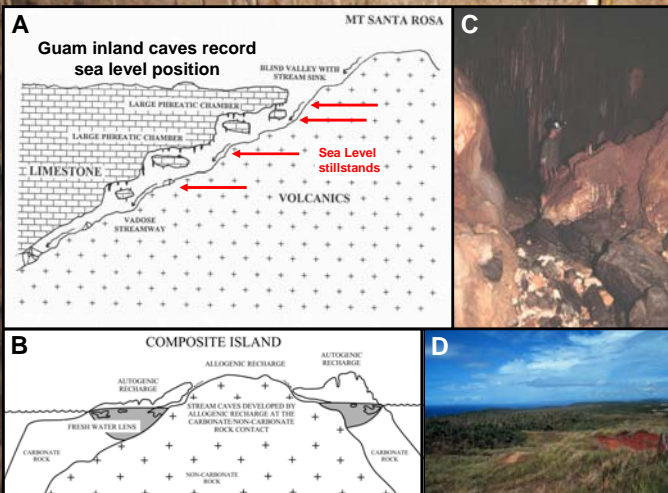 A
MT SANTA ROSA
Guam inland caves record
sea level position
BLIND VALLEY WITH
STREAM SINK
LARGE PHREATIC CHAMBER
LARGE PHREATIC CHAMBER
LIMESTONE
Sea Level
stillstands
VOLCANICS
VADOSE
STREAMWAY
C
B
COMPOSITE ISLAND
ALLOGENIC RECHARGE
AUTOGENIC
RECHARGE
AUTOGENIC
RECHARGE
STREAM CAVES DEVELOPED BY
ALLOGENIC RECHARGE AT THE
CARBONATE/NON-CARBONATE
ROCK CONTACT
FRESH WATER LENS
CARBONATE
ROCK
CARBONATE
ROCK
NON-CARBONATE
ROCK
D